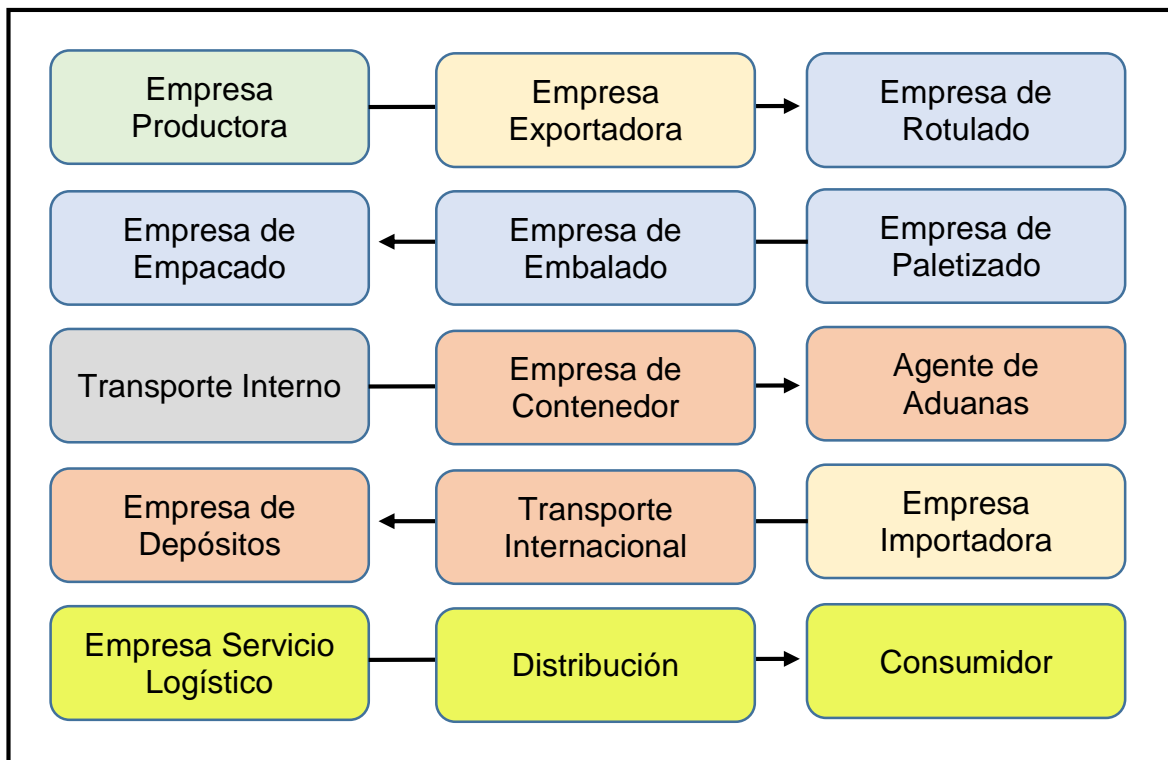 Empresa
Productora
Empresa
Exportadora
Empresa de
Rotulado
Empresa de
Empacado
Empresa de
Embalado
Empresa de
Paletizado
Transporte Interno
Empresa de
Contenedor
Agente de
Aduanas
Empresa de
Depósitos
Transporte
Internacional
Empresa
Importadora
Empresa Servicio
Logístico
Distribución
Consumidor